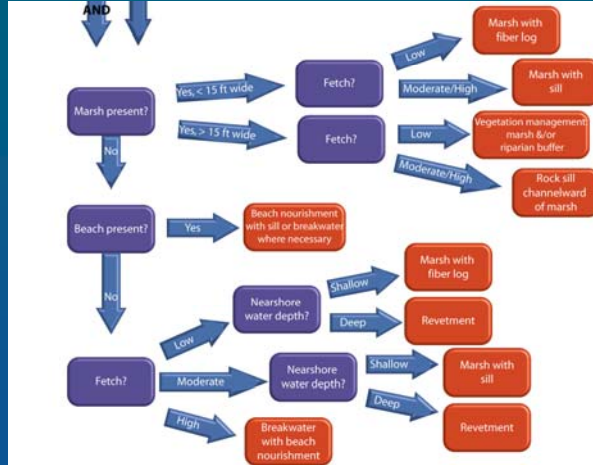 AND
Marsh present?
Yes, < 15 ft wide
Fetch?
Low
Marsh with
fiber log
Moderate/High
Marsh with
sill
Yes, > 15 ft wide
Fetch?
Low
Vegetation management
marsh &/or
riparian buffer
Moderate/High
Rock sill
channelward
of marsh
No
Beach present?
Yes
Beach nourishment
with sill or breakwater
where necessary
No
Fetch?
Low
Nearshore
water depth?
Shallow
Marsh with
fiber log
Deep
Revetment
Moderate
Nearshore
water depth?
Shallow
Marsh with
sill
Deep
Revetment
High
Breakwater
with beach
nourishment